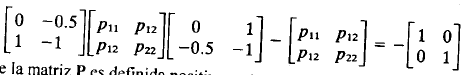 [0 -0.5; 1 -1] [p₁₁ p₁₂; p₁₂ p₂₂] [0 1; -0.5 -1] - [p₁₁ p₁₂; p₁₂ p₂₂] = -[1 0; 0 1]
la matriz P es definida